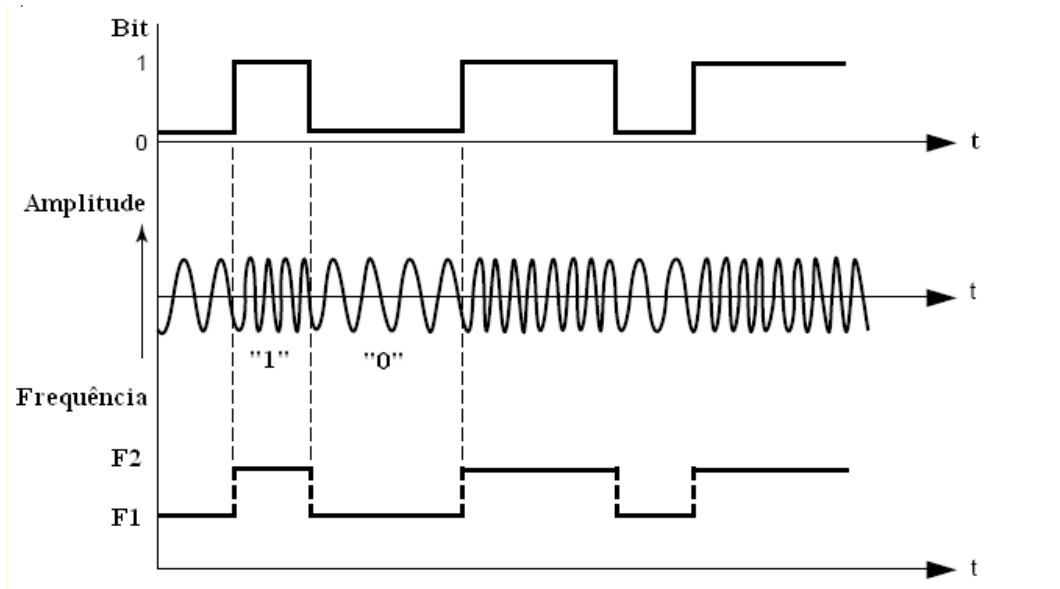 Bit
1
0
t
Amplitude
t
"1"
"0"
Frequência
F2
F1
t